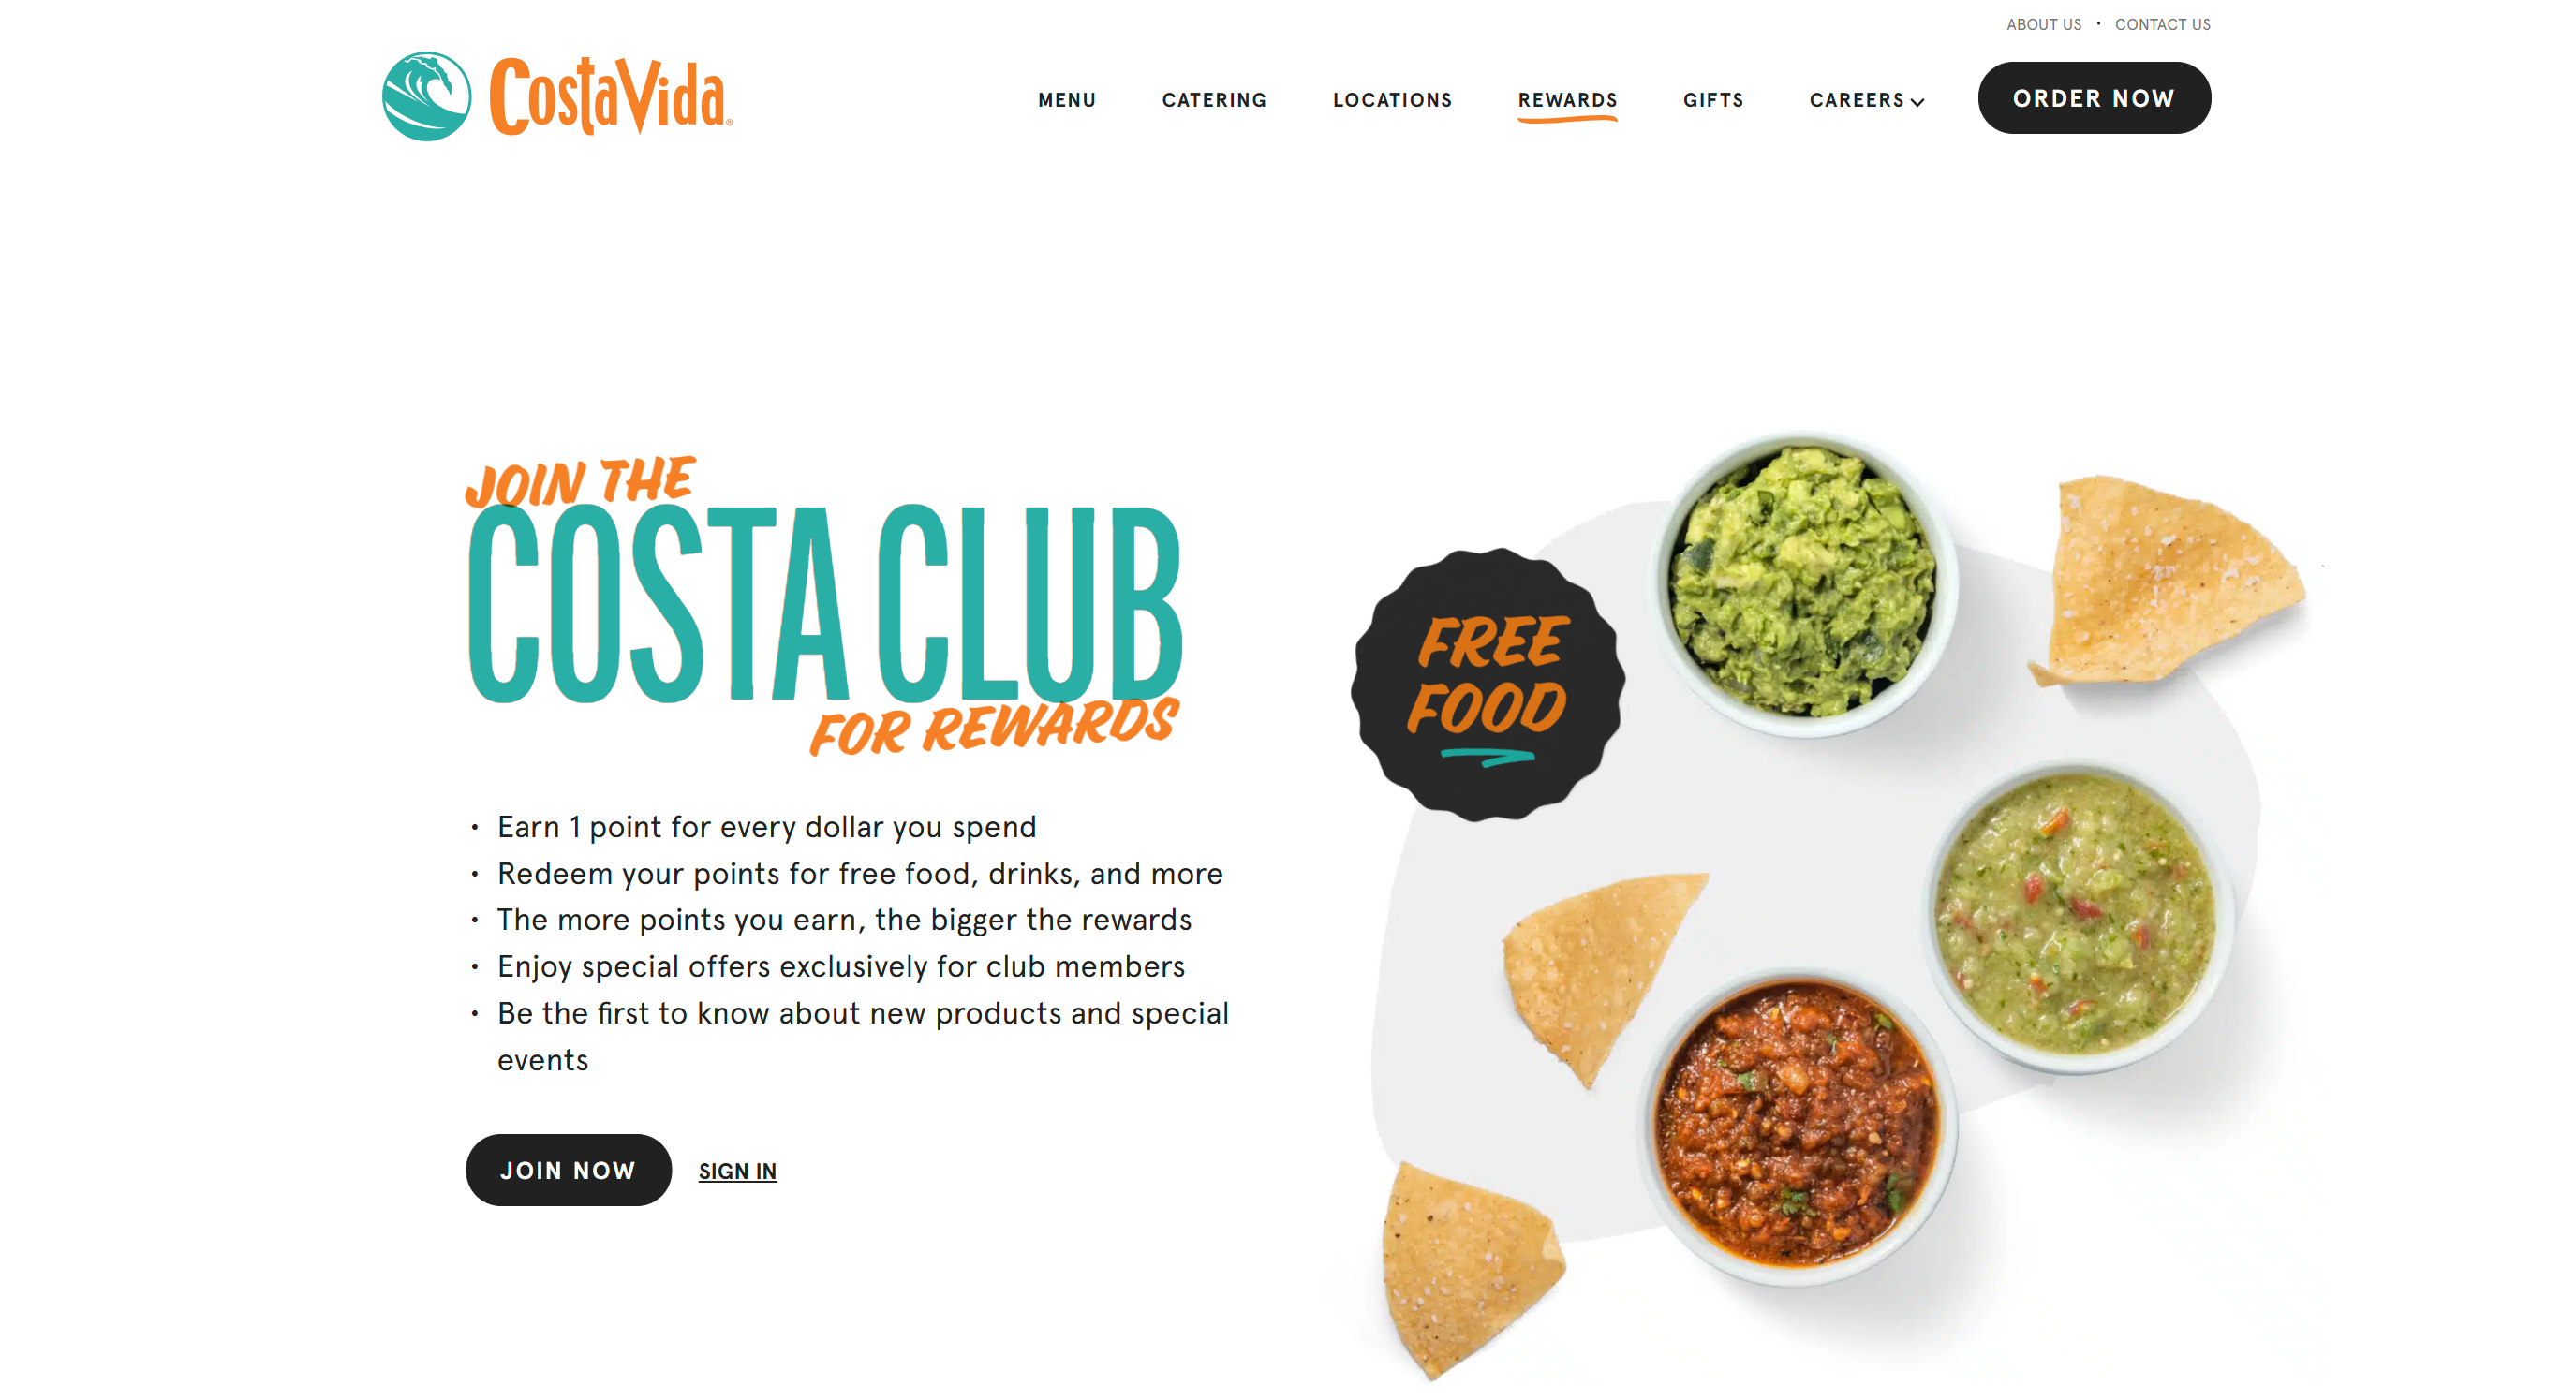 ABOUT US • CONTACT US
CostaVida®
MENU CATERING LOCATIONS REWARDS GIFTS CAREERS ORDER NOW
JOIN THE
COSTA CLUB
FOR REWARDS
FREE
FOOD
• Earn 1 point for every dollar you spend
• Redeem your points for free food, drinks, and more
• The more points you earn, the bigger the rewards
• Enjoy special offers exclusively for club members
• Be the first to know about new products and special
events
JOIN NOW SIGN IN